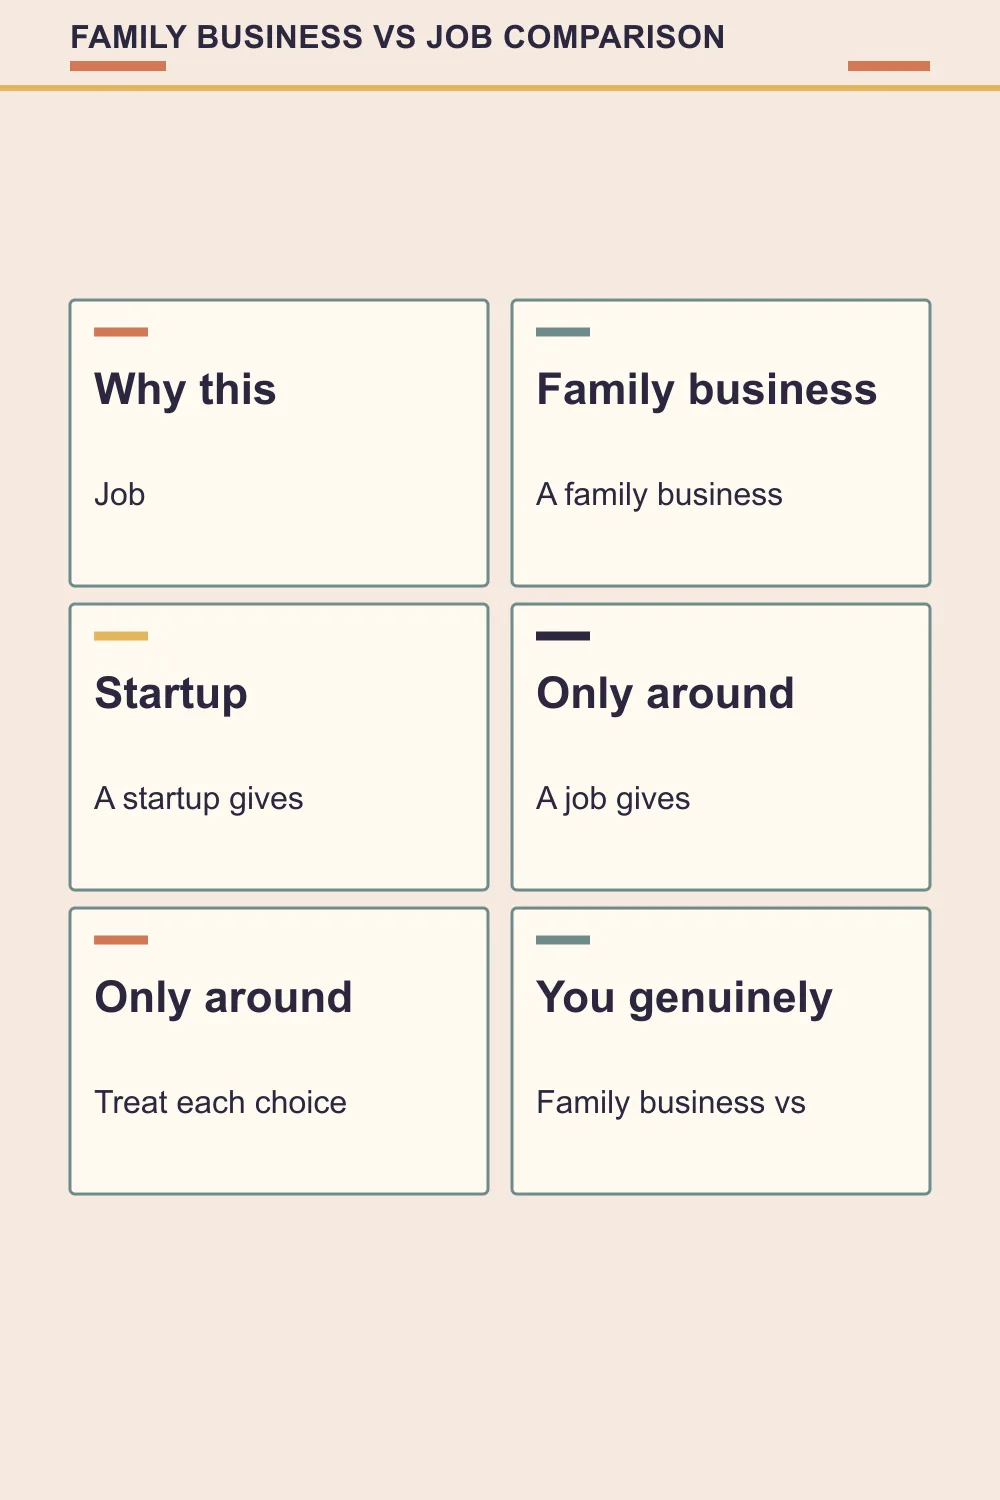 FAMILY BUSINESS VS JOB COMPARISON
Why this
Job
Family business
A family business
Startup
A startup gives
Only around
A job gives
Only around
Treat each choice
You genuinely
Family business vs